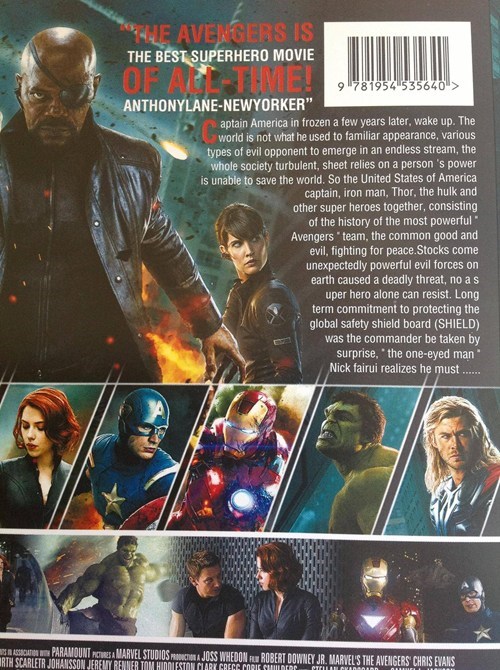 "THE AVENGERS IS
THE BEST SUPERHERO MOVIE
OF ALL-TIME!
ANTHONYLANE-NEWYORKER"
9 781954 535640 >
Captain America in frozen a few years later, wake up. The
world is not what he used to familiar appearance, various
types of evil opponent to emerge in an endless stream, the
whole society turbulent, sheet relies on a person 's power
is unable to save the world. So the United States of America
captain, iron man, Thor, the hulk and
other super heroes together, consisting
of the history of the most powerful "
Avengers " team, the common good and
evil, fighting for peace.Stocks come
unexpectedly powerful evil forces on
earth caused a deadly threat, no a s
uper hero alone can resist. Long
term commitment to protecting the
global safety shield board (SHIELD)
was the commander be taken by
surprise, " the one-eyed man "
Nick fairui realizes he must ......
IN ASSOCIATION WITH PARAMOUNT PICTURES A MARVEL STUDIOS PRODUCTION A JOSS WHEDON FILM ROBERT DOWNEY JR. MARVEL'S THE AVENGERS' CHRIS EVANS
SCARLETR JOHANSSON JEREMY RENNER TOM HIDDLESTON CLARK GREGG COBIE SMULDERS